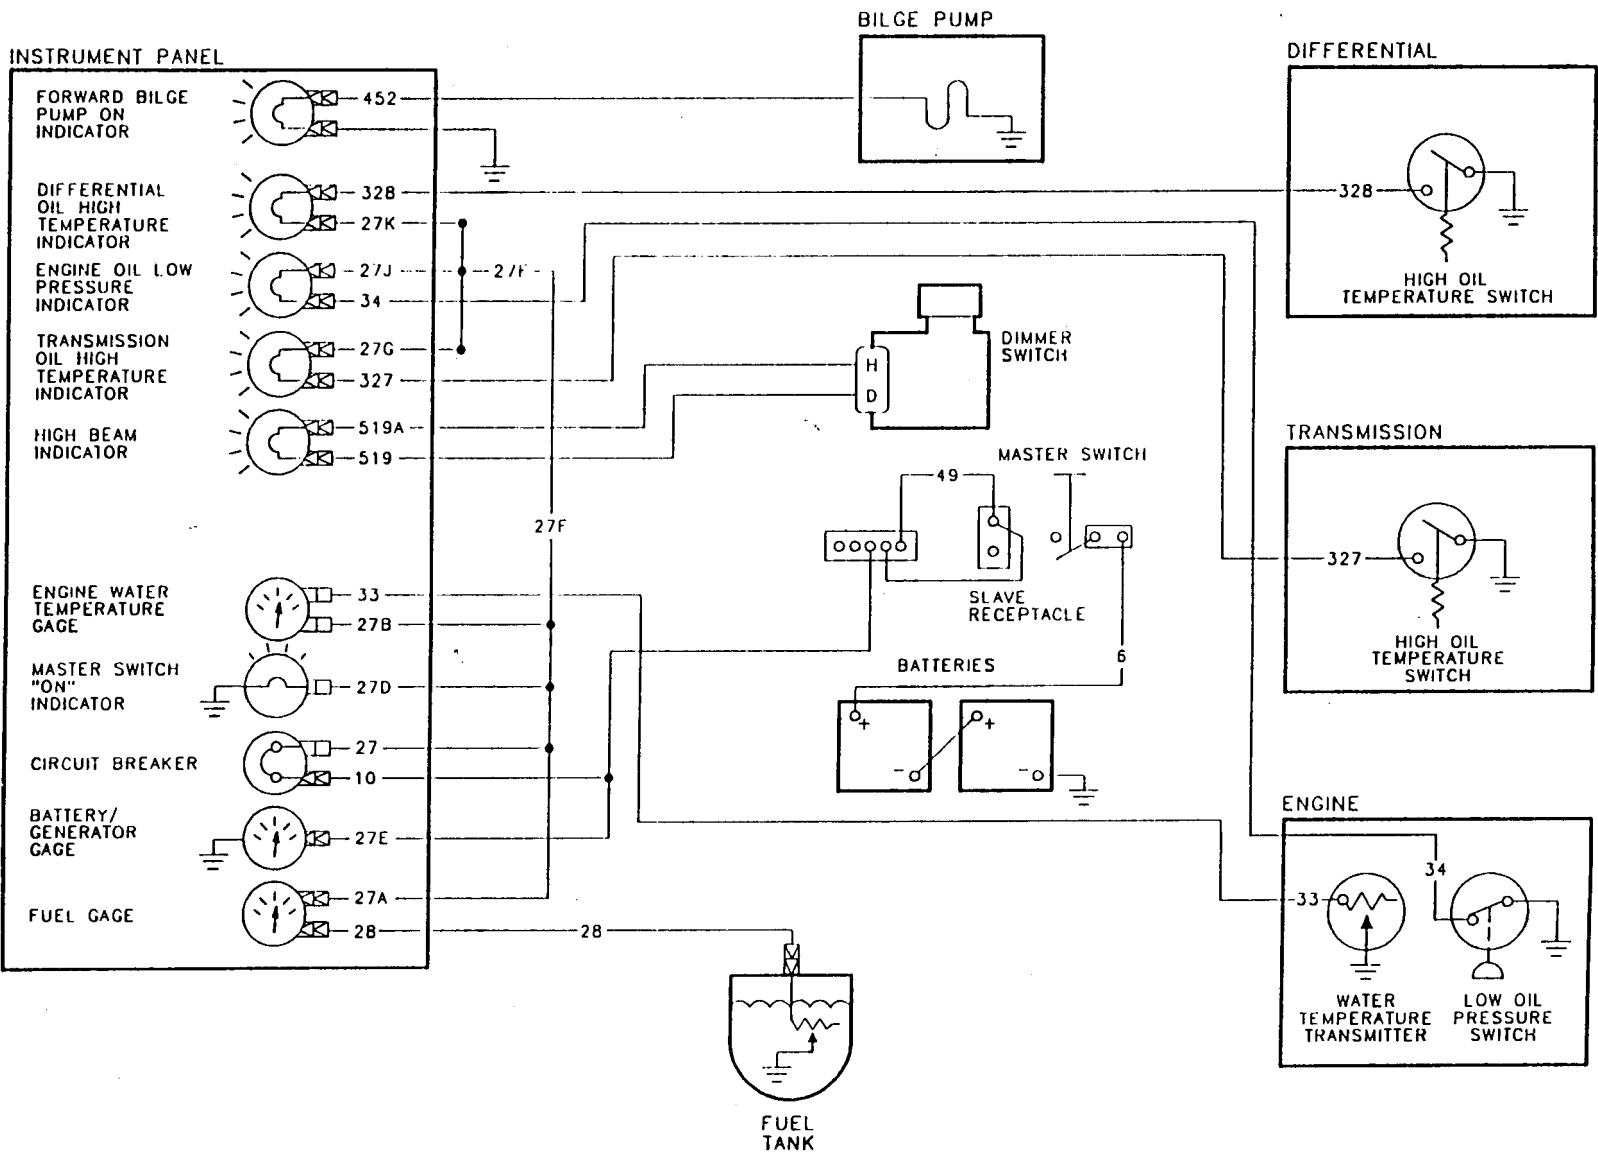 BILGE PUMP
INSTRUMENT PANEL
DIFFERENTIAL
FORWARD BILGE
PUMP ON
INDICATOR
452
DIFFERENTIAL
OIL HIGH
TEMPERATURE
INDICATOR
328
27K
328
ENGINE OIL LOW
PRESSURE
INDICATOR
27J
27F
34
HIGH OIL
TEMPERATURE SWITCH
TRANSMISSION
OIL HIGH
TEMPERATURE
INDICATOR
27G
327
DIMMER
SWITCH
H
D
HIGH BEAM
INDICATOR
519A
519
TRANSMISSION
MASTER SWITCH
49
27F
327
SLAVE
RECEPTACLE
ENGINE WATER
TEMPERATURE
GAGE
33
27B
HIGH OIL
TEMPERATURE
SWITCH
6
BATTERIES
MASTER SWITCH
"ON"
INDICATOR
27D
+
+
-
-
CIRCUIT BREAKER
27
10
BATTERY/
GENERATOR
GAGE
27E
ENGINE
34
33
FUEL GAGE
27A
28
28
WATER
TEMPERATURE
TRANSMITTER
LOW OIL
PRESSURE
SWITCH
FUEL
TANK